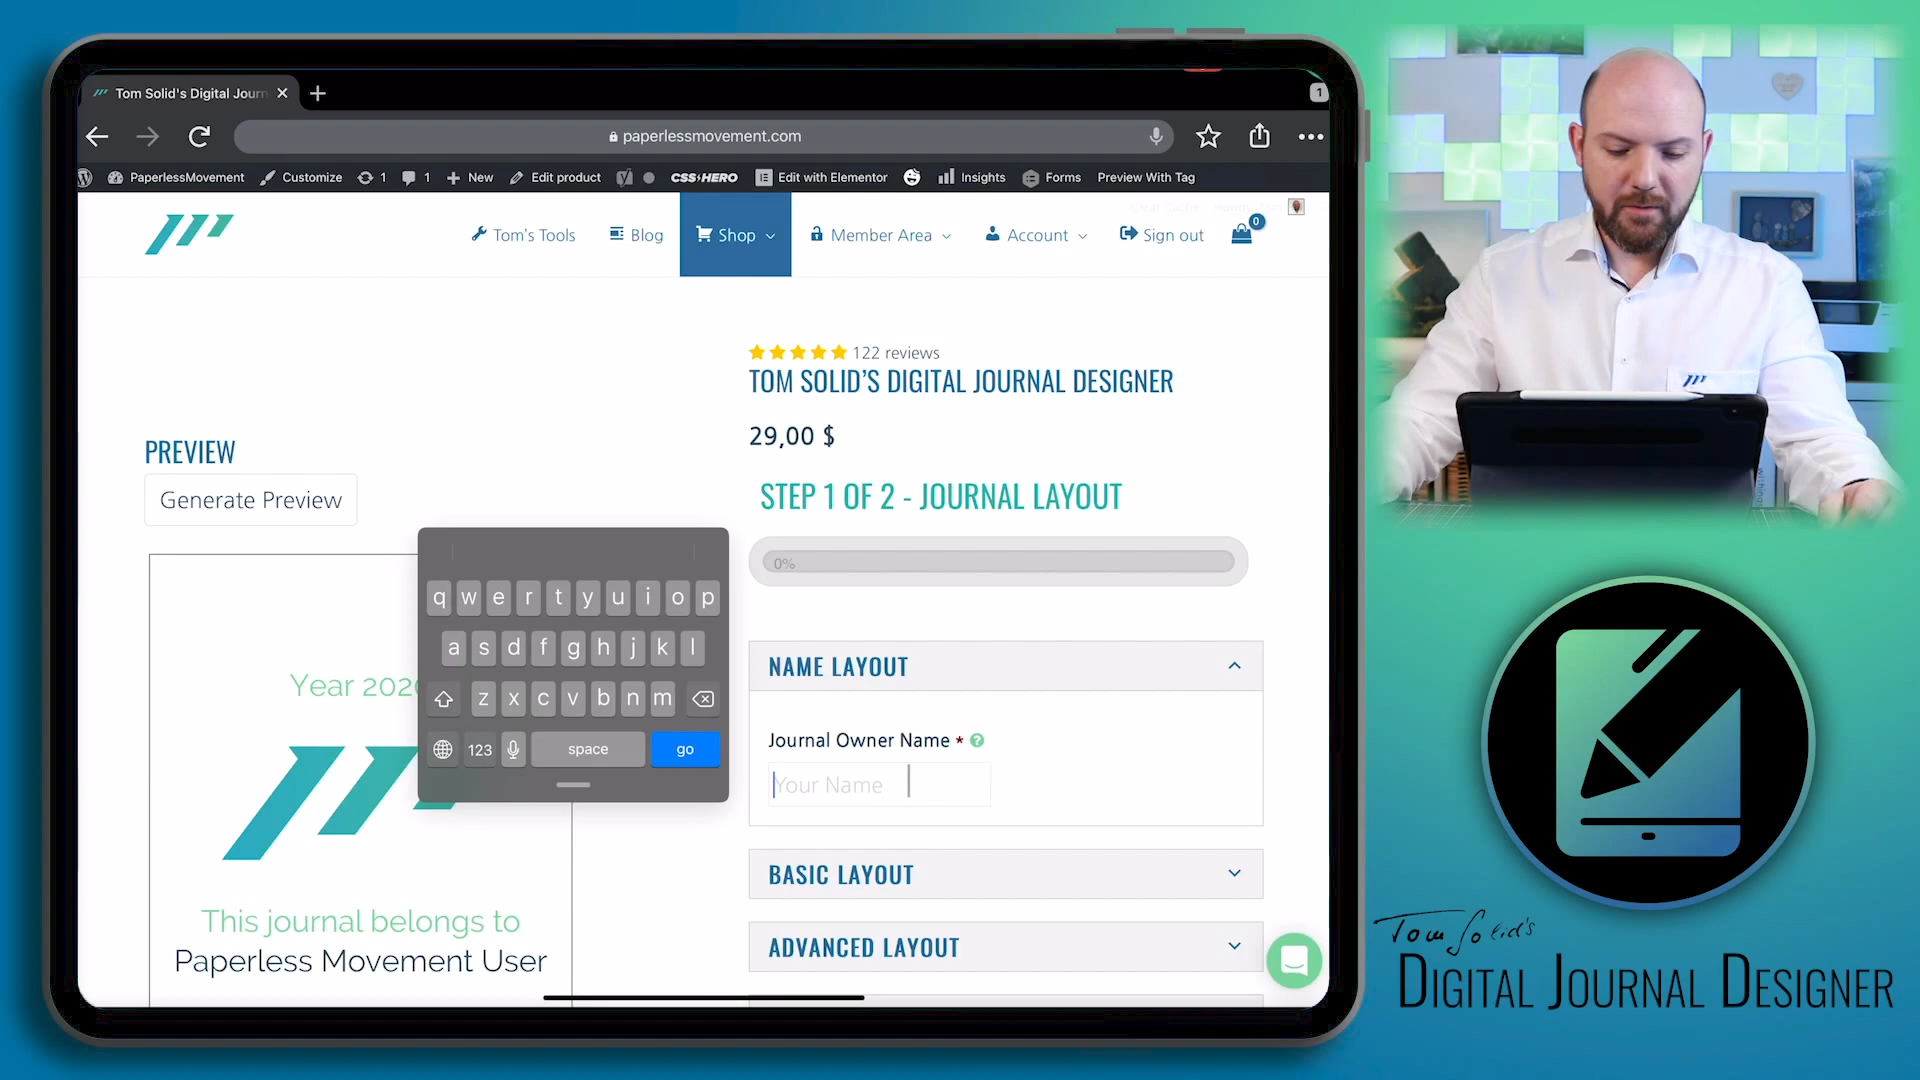 Tom Solid's Digital Journ
1
paperlessmovement.com
PaperlessMovement
Customize
1
1
New
Edit product
CSS HERO
Edit with Elementor
Insights
Forms
Preview With Tag
Tom's Tools
Blog
Shop
Member Area
Account
Sign out
0
122 reviews
TOM SOLID'S DIGITAL JOURNAL DESIGNER
29,00 $
STEP 1 OF 2 - JOURNAL LAYOUT
0%
PREVIEW
Generate Preview
Year 202
This journal belongs to
Paperless Movement User
q w e r t y u i o p
a s d f g h j k l
z x c v b n m
123 space go
NAME LAYOUT
Journal Owner Name * ?
Your Name
BASIC LAYOUT
ADVANCED LAYOUT
Tom Solid's
DIGITAL JOURNAL DESIGNER